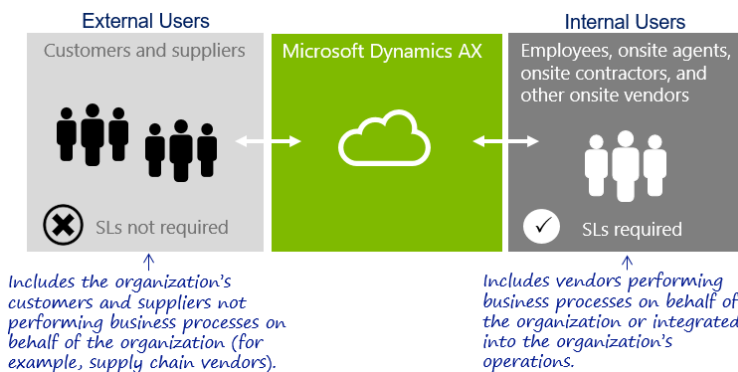 External Users
Customers and suppliers
SLs not required
Includes the organization's
customers and suppliers not
performing business processes on
behalf of the organization (for
example, supply chain vendors).
Microsoft Dynamics AX
Internal Users
Employees, onsite agents,
onsite contractors, and
other onsite vendors
SLs required
Includes vendors performing
business processes on behalf of
the organization or integrated
into the organization's
operations.